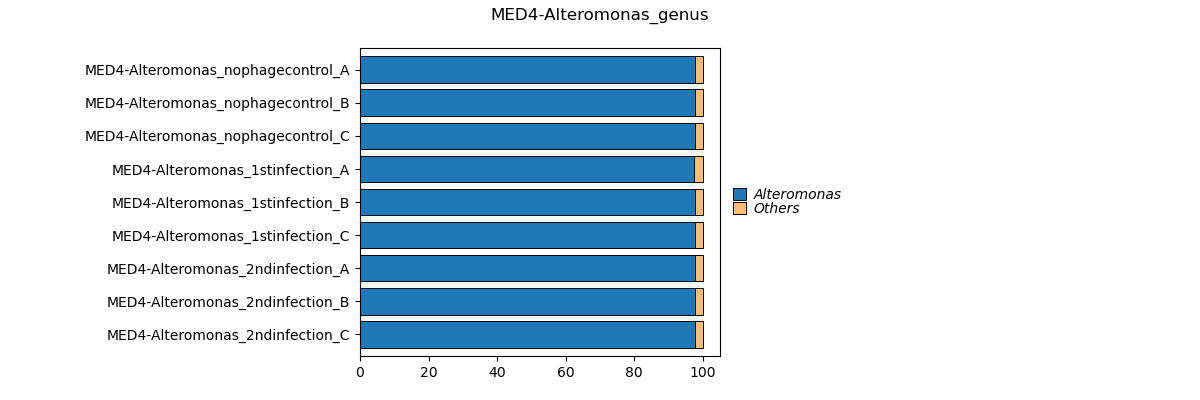 MED4-Alteromonas_genus
MED4-Alteromonas_nophagecontrol_A
MED4-Alteromonas_nophagecontrol_B
MED4-Alteromonas_nophagecontrol_C
MED4-Alteromonas_1stinfection_A
MED4-Alteromonas_1stinfection_B
MED4-Alteromonas_1stinfection_C
MED4-Alteromonas_2ndinfection_A
MED4-Alteromonas_2ndinfection_B
MED4-Alteromonas_2ndinfection_C
0 20 40 60 80 100
Alteromonas
Others